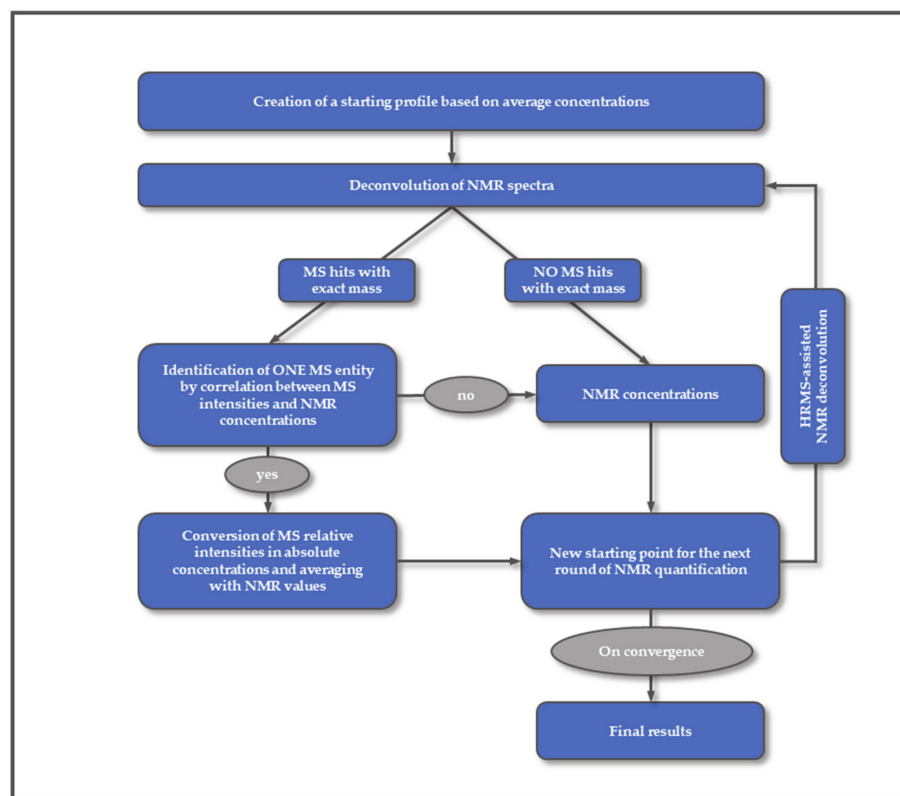 Creation of a starting profile based on average concentrations
Deconvolution of NMR spectra
MS hits with
exact mass
NO MS hits
with exact mass
HRMS-assisted
NMR deconvolution
Identification of ONE MS entity
by correlation between MS
intensities and NMR
concentrations
no
NMR concentrations
yes
Conversion of MS relative
intensities in absolute
concentrations and averaging
with NMR values
New starting point for the next
round of NMR quantification
On convergence
Final results